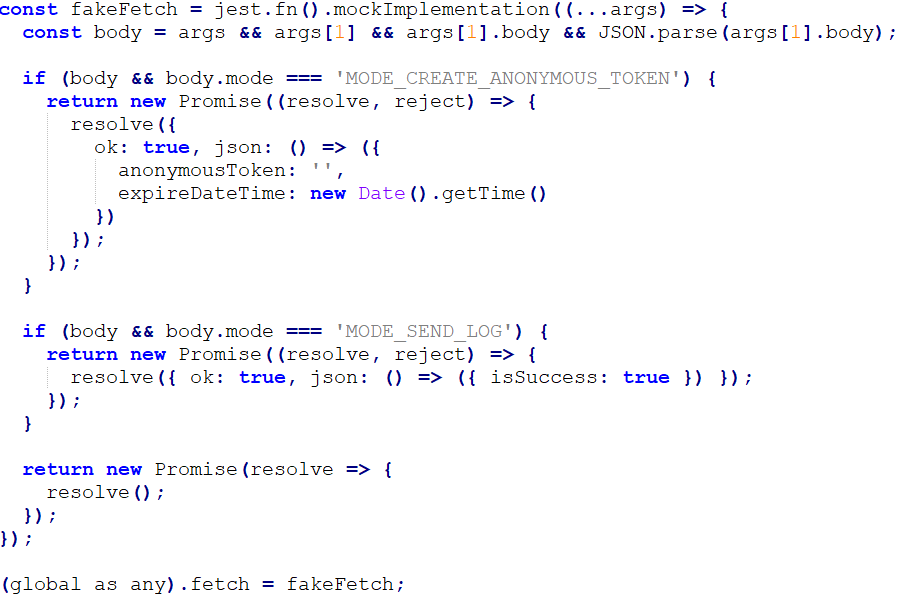 const fakeFetch = jest.fn().mockImplementation((...args) => {
  const body = args && args[1] && args[1].body && JSON.parse(args[1].body);

  if (body && body.mode === 'MODE_CREATE_ANONYMOUS_TOKEN') {
    return new Promise((resolve, reject) => {
      resolve({
        ok: true, json: () => ({
          anonymousToken: '',
          expireDateTime: new Date().getTime()
        })
      });
    });
  }

  if (body && body.mode === 'MODE_SEND_LOG') {
    return new Promise((resolve, reject) => {
      resolve({ ok: true, json: () => ({ isSuccess: true }) });
    });
  }

  return new Promise(resolve => {
    resolve();
  });
});

(global as any).fetch = fakeFetch;